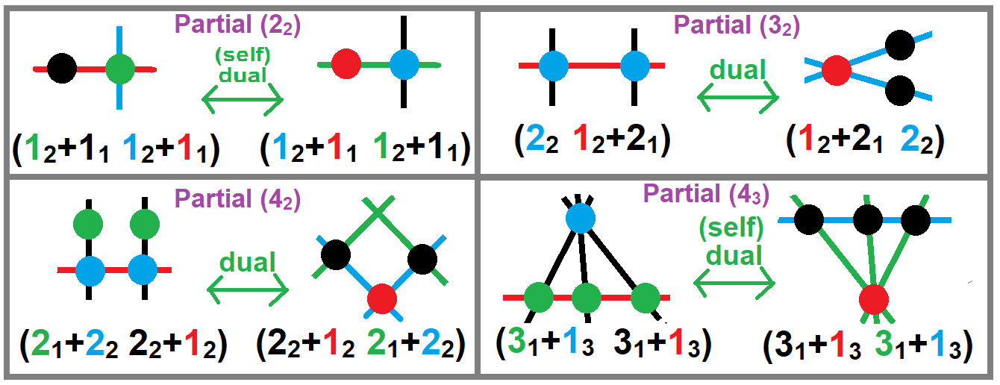 Partial (2₂)
(self)
dual
(1₂+1₁ 1₂+1₁)
(1₂+1₁ 1₂+1₁)
Partial (3₂)
dual
(2₂ 1₂+2₁)
(1₂+2₁ 2₂)
Partial (4₂)
dual
(2₁+2₂ 2₂+1₂)
(2₂+1₂ 2₁+2₂)
Partial (4₃)
(self)
dual
(3₁+1₃ 3₁+1₃)
(3₁+1₃ 3₁+1₃)